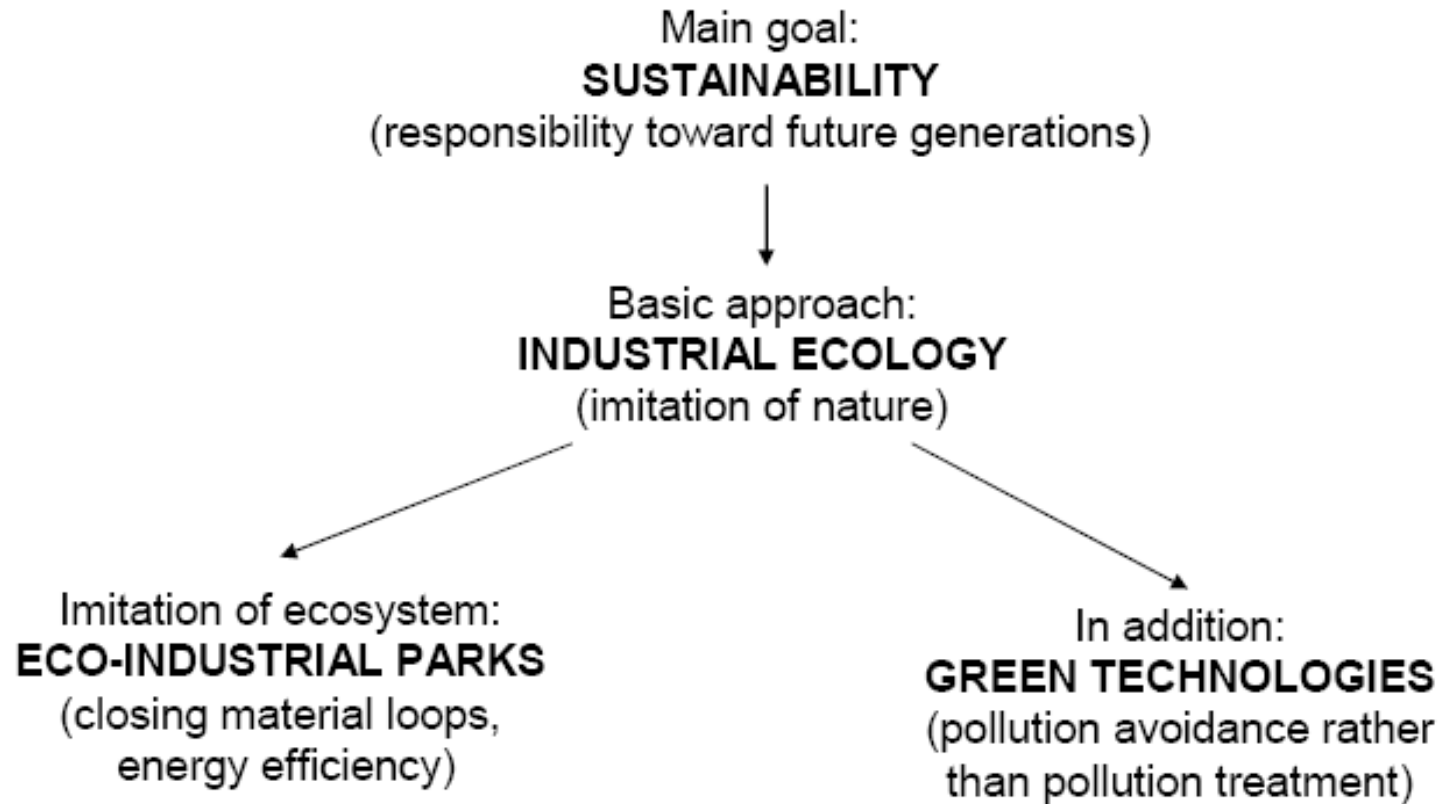 Main goal:
SUSTAINABILITY
(responsibility toward future generations)
Basic approach:
INDUSTRIAL ECOLOGY
(imitation of nature)
Imitation of ecosystem:
ECO-INDUSTRIAL PARKS
(closing material loops,
energy efficiency)
In addition:
GREEN TECHNOLOGIES
(pollution avoidance rather
than pollution treatment)